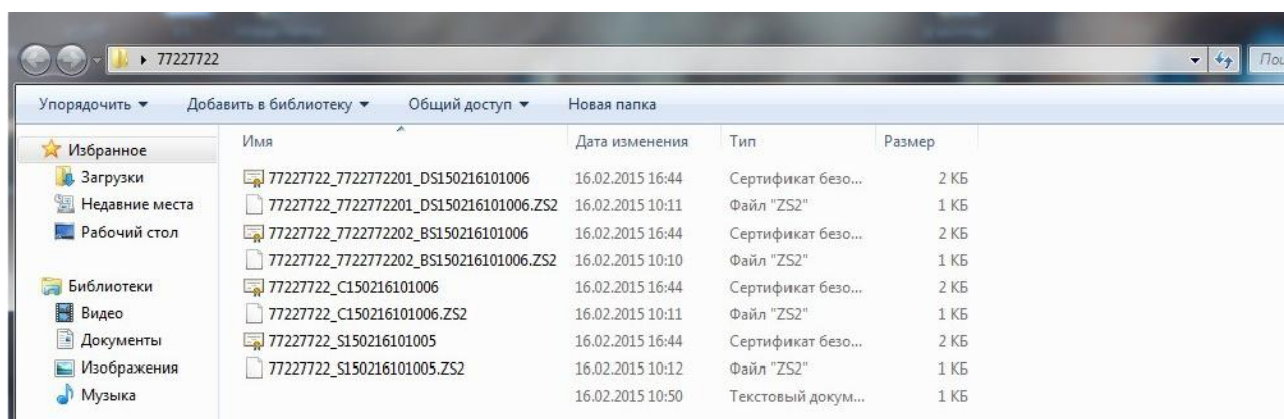 77227722
Пои
Упорядочить Добавить в библиотеку Общий доступ Новая папка
Избранное
Загрузки
Недавние места
Рабочий стол
Библиотеки
Видео
Документы
Изображения
Музыка
Имя Дата изменения Тип Размер
77227722_7722772201_DS150216101006 16.02.2015 16:44 Сертификат безо... 2 КБ
77227722_7722772201_DS150216101006.ZS2 16.02.2015 10:11 Файл "ZS2" 1 КБ
77227722_7722772202_BS150216101006 16.02.2015 16:44 Сертификат безо... 2 КБ
77227722_7722772202_BS150216101006.ZS2 16.02.2015 10:10 Файл "ZS2" 1 КБ
77227722_C150216101006 16.02.2015 16:44 Сертификат безо... 2 КБ
77227722_C150216101006.ZS2 16.02.2015 10:11 Файл "ZS2" 1 КБ
77227722_S150216101005 16.02.2015 16:44 Сертификат безо... 2 КБ
77227722_S150216101005.ZS2 16.02.2015 10:12 Файл "ZS2" 1 КБ
16.02.2015 10:50 Текстовый докум... 1 КБ